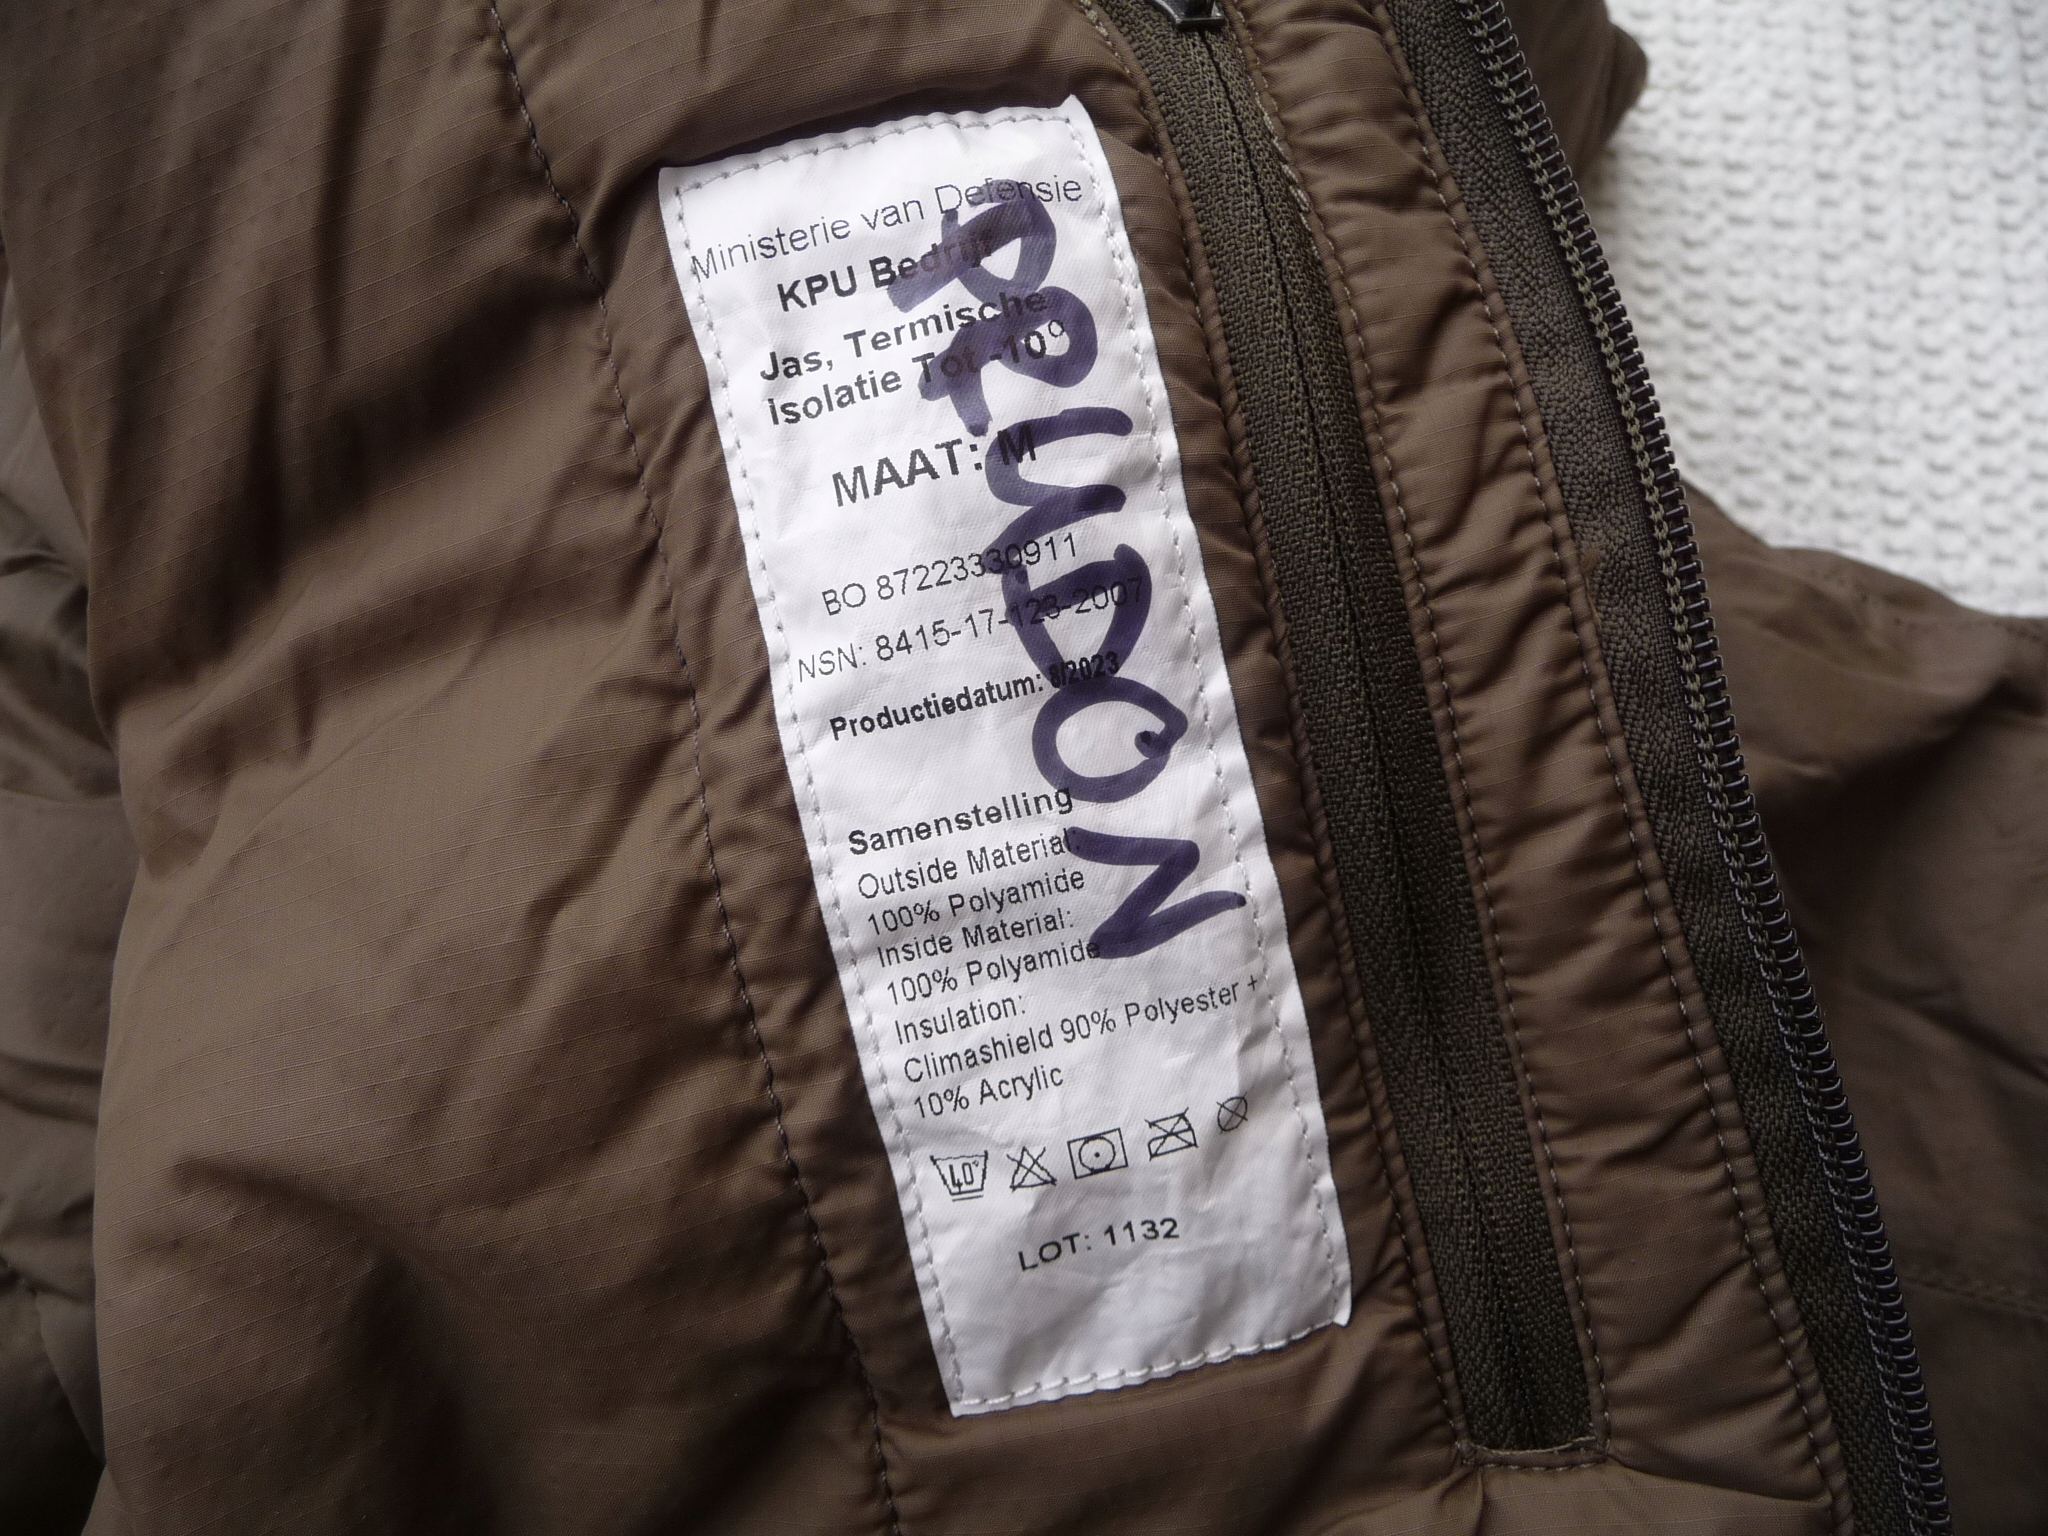 Ministerie van Defensie
KPU Bedrijf
Jas, Termische
isolatie Tot -10°
MAAT: M
BO 87223330911
NSN: 8415-17-123-2007
Productiedatum: 8/2023
Samenstelling
Outside Material:
100% Polyamide
Inside Material:
100% Polyamide
Insulation:
Climashield 90% Polyester +
10% Acrylic
40°
LOT: 1132
PRUDON